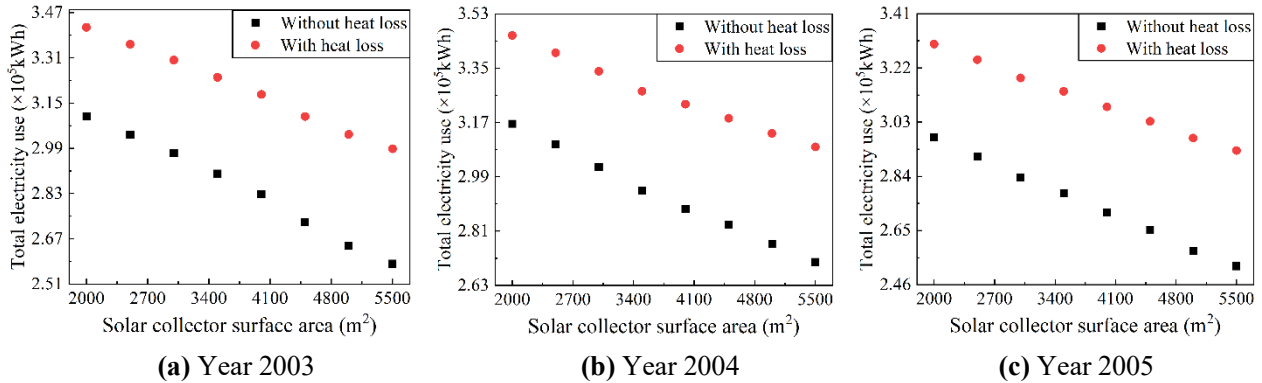 3.47
3.31
3.15
2.99
2.83
2.67
2.51
Total electricity use (×10⁵kWh)
Without heat loss
With heat loss
2000 2700 3400 4100 4800 5500
Solar collector surface area (m²)
(a) Year 2003
3.53
3.35
3.17
2.99
2.81
2.63
Total electricity use (×10⁵kWh)
Without heat loss
With heat loss
2000 2700 3400 4100 4800 5500
Solar collector surface area (m²)
(b) Year 2004
3.41
3.22
3.03
2.84
2.65
2.46
Total electricity use (×10⁵kWh)
Without heat loss
With heat loss
2000 2700 3400 4100 4800 5500
Solar collector surface area (m²)
(c) Year 2005